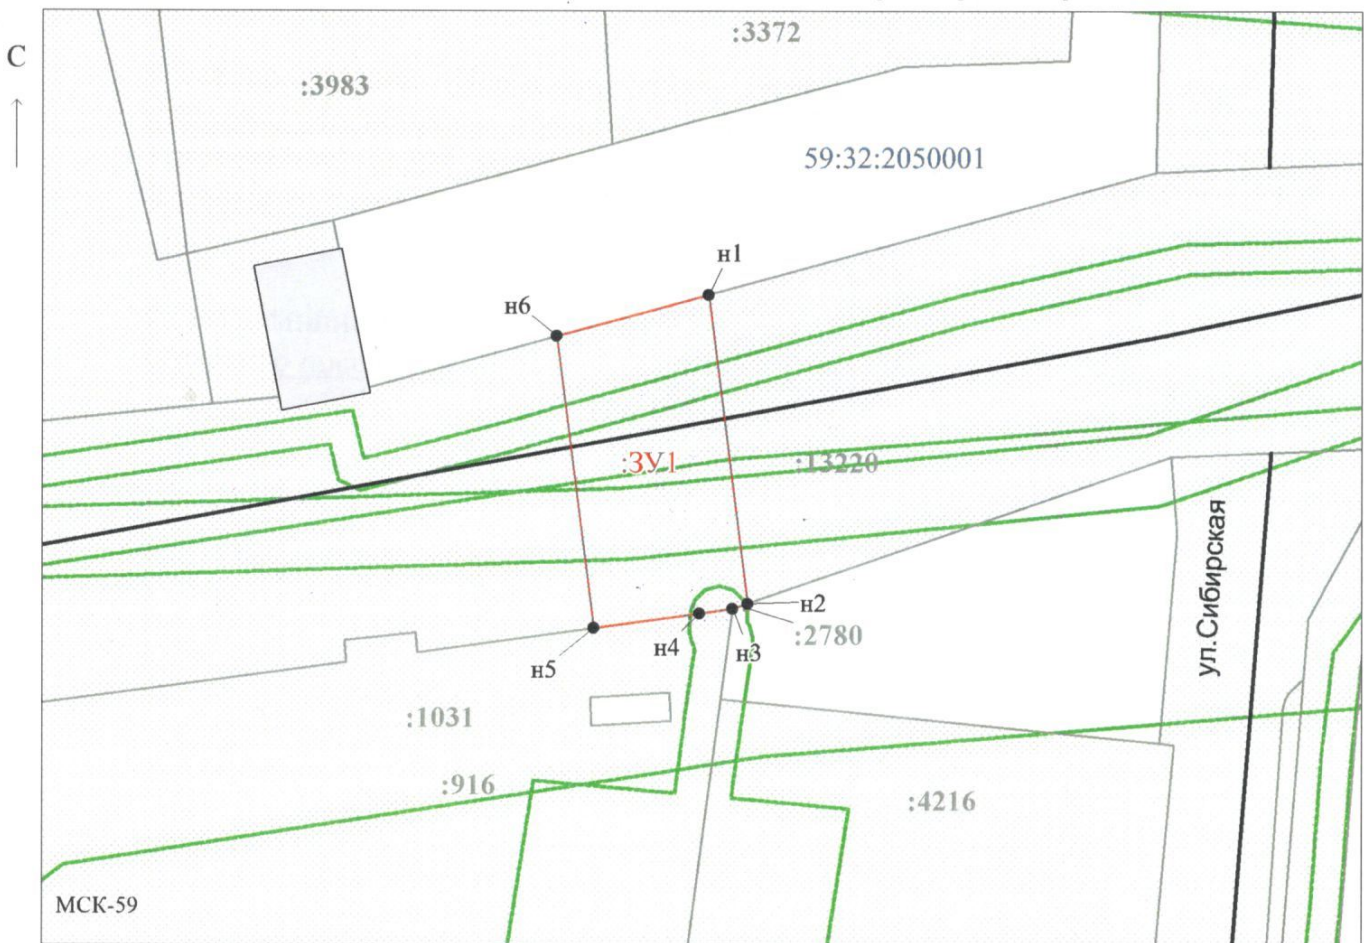 :3372
С
:3983
59:32:2050001
н1
н6
:ЗУ1
:13220
ул.Сибирская
н2
:2780
н4
н3
н5
:1031
:916
:4216
МСК-59